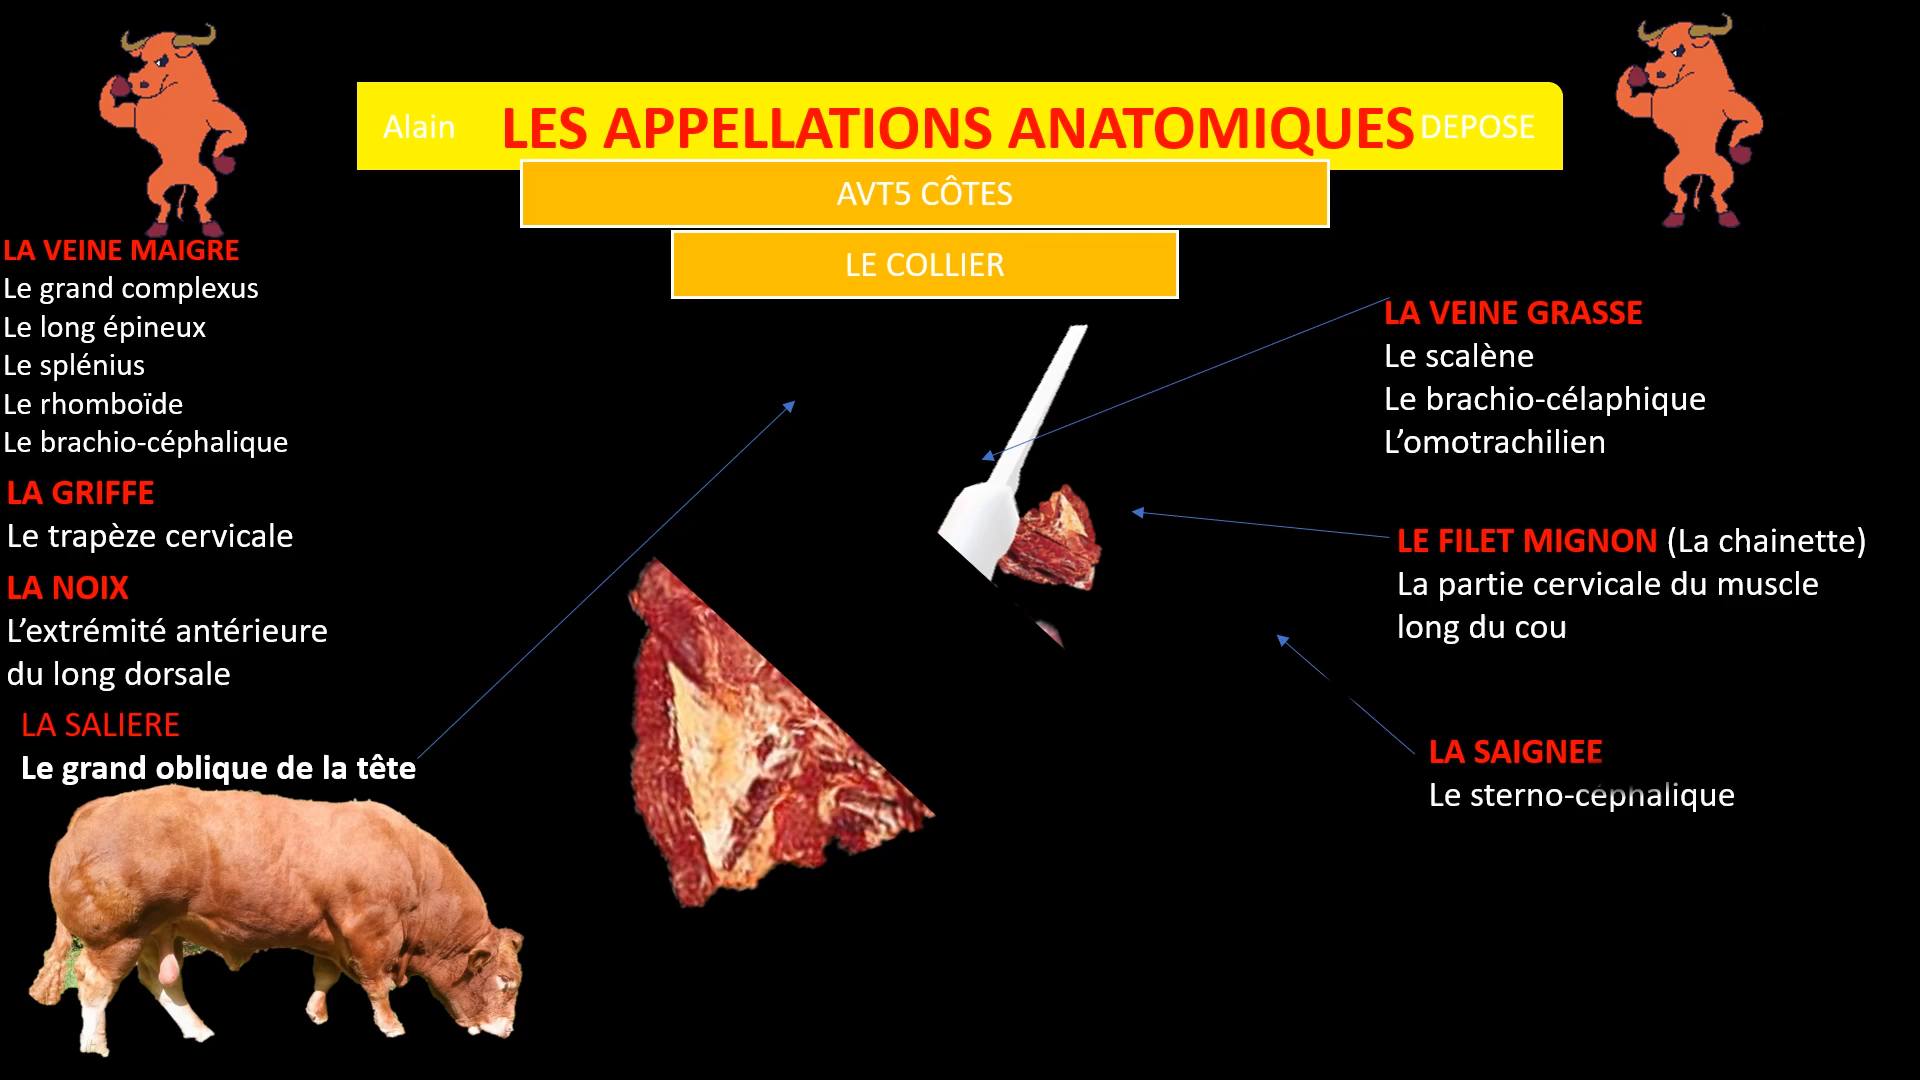 Alain LES APPELLATIONS ANATOMIQUES DEPOSE
AVT5 CÔTES
LE COLLIER
LA VEINE MAIGRE
Le grand complexus
Le long épineux
Le splénius
Le rhomboïde
Le brachio-céphalique
LA GRIFFE
Le trapèze cervicale
LA NOIX
L’extrémité antérieure
du long dorsale
LA SALIERE
Le grand oblique de la tête
LA VEINE GRASSE
Le scalène
Le brachio-célaphique
L’omotrachilien
LE FILET MIGNON (La chainette)
La partie cervicale du muscle
long du cou
LA SAIGNEE
Le sterno-céphalique